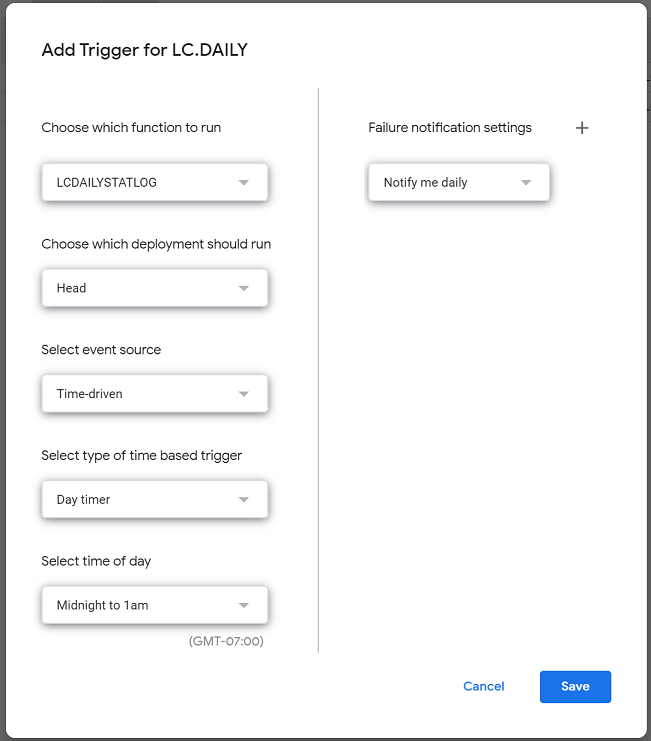 Add Trigger for LC.DAILY
Choose which function to run
LCDAILYSTATLOG
Choose which deployment should run
Head
Select event source
Time-driven
Select type of time based trigger
Day timer
Select time of day
Midnight to 1am
(GMT-07:00)
Failure notification settings
Notify me daily
Cancel
Save